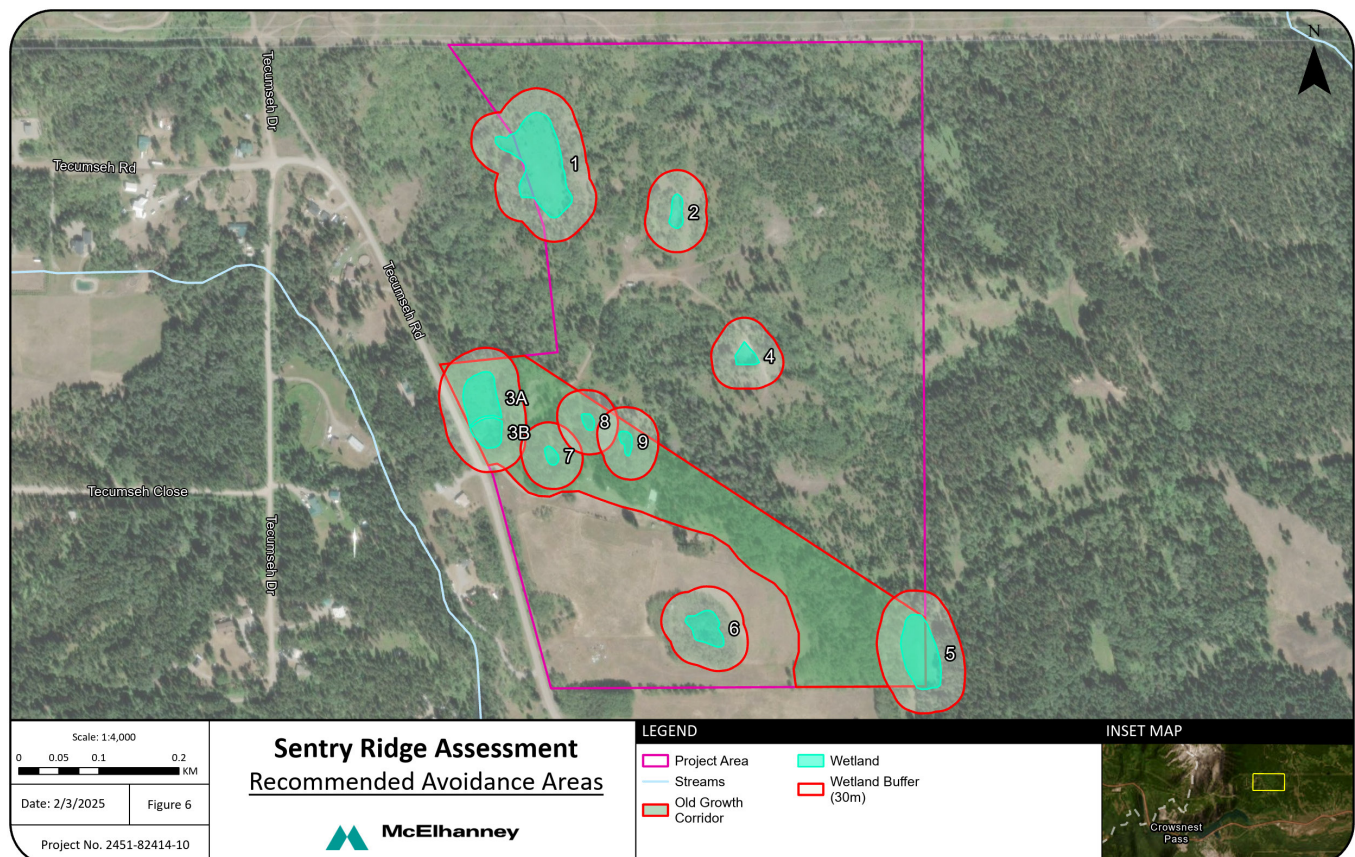 N
Tecumseh Dr
Tecumseh Rd
1
2
Tecumseh Rd
4
3A
3B
8
9
7
Tecumseh Close
Tecumseh Dr
6
5
Scale: 1:4,000
0 0.05 0.1 0.2
KM
Date: 2/3/2025
Figure 6
Project No. 2451-82414-10
Sentry Ridge Assessment
Recommended Avoidance Areas
McElhanney
LEGEND
Project Area
Streams
Old Growth
Corridor
Wetland
Wetland Buffer
(30m)
INSET MAP
Crowsnest
Pass